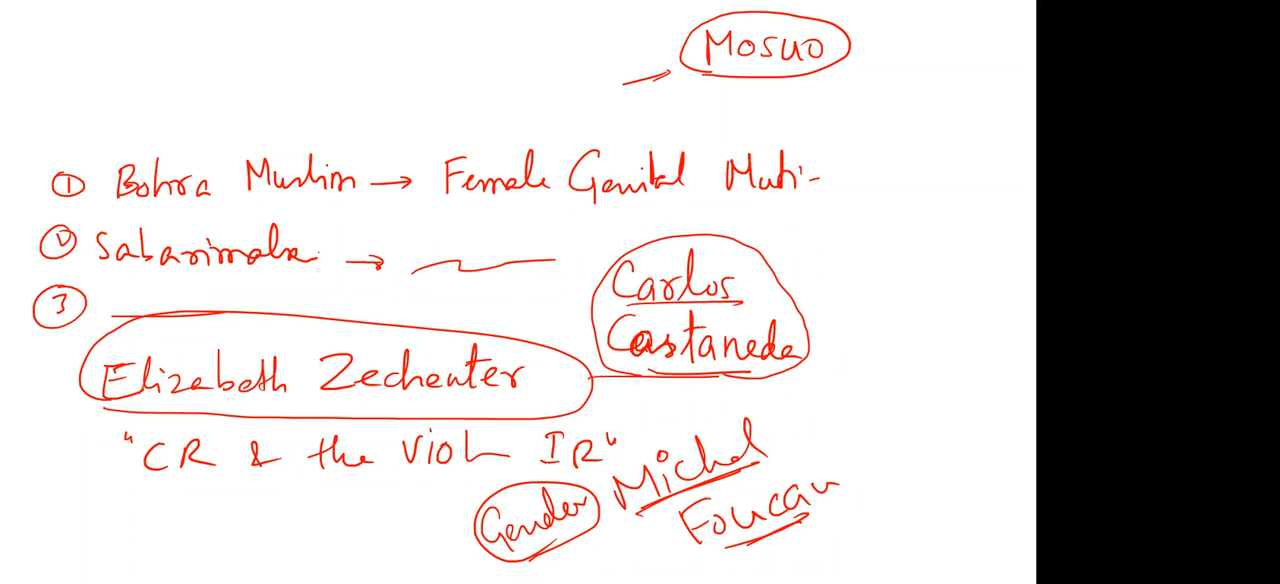 Mosuo
① Bohra Muslim → Female Genital Muti-
② Sabarimala →
③
Carlos
Castaneda
Elizabeth Zechenter
"CR & the Viol IR"
Gender
Michel
Foucau